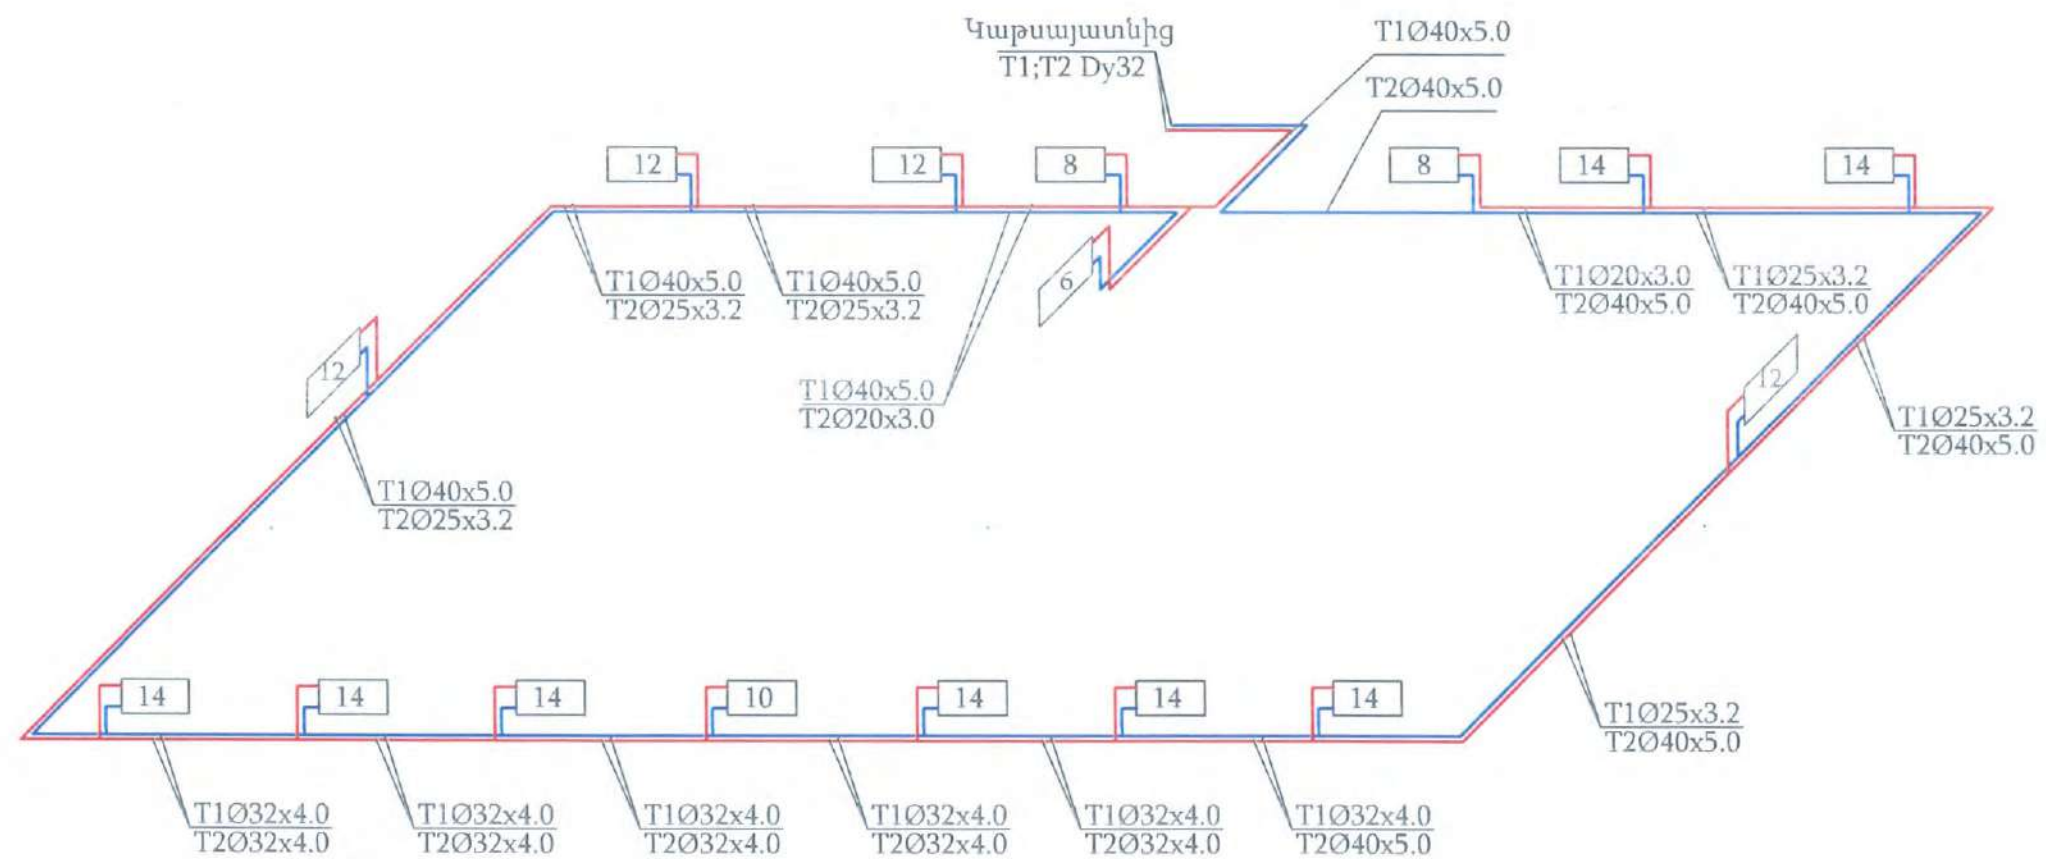 Կաթսայատնից
T1;T2 Dy32
T1Ø40x5.0
T2Ø40x5.0
12
12
8
8
14
14
6
T1Ø40x5.0
T2Ø25x3.2
T1Ø40x5.0
T2Ø25x3.2
T1Ø20x3.0
T2Ø40x5.0
T1Ø25x3.2
T2Ø40x5.0
12
12
T1Ø40x5.0
T2Ø20x3.0
T1Ø25x3.2
T2Ø40x5.0
T1Ø40x5.0
T2Ø25x3.2
14
14
14
10
14
14
14
T1Ø25x3.2
T2Ø40x5.0
T1Ø32x4.0
T2Ø32x4.0
T1Ø32x4.0
T2Ø32x4.0
T1Ø32x4.0
T2Ø32x4.0
T1Ø32x4.0
T2Ø32x4.0
T1Ø32x4.0
T2Ø32x4.0
T1Ø32x4.0
T2Ø40x5.0